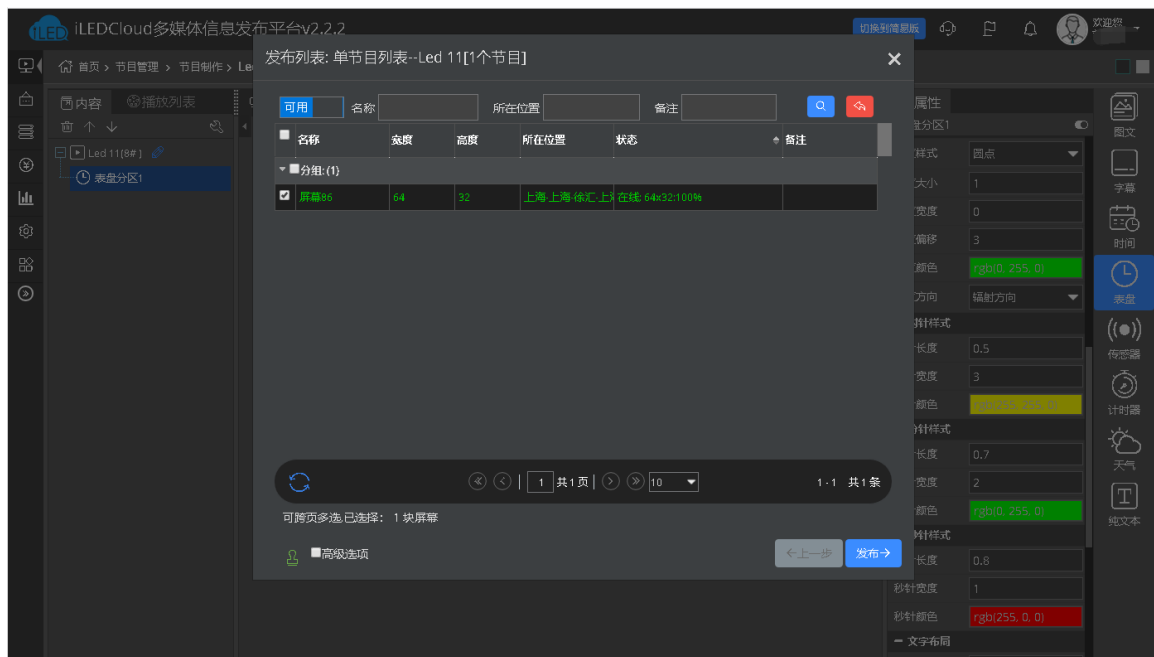 iLEDCloud多媒体信息发布平台v2.2.2
切换到简易版
欢迎您
首页 > 节目管理 > 节目制作 > Le
内容
播放列表
Led 11[8#]
表盘分区1
发布列表: 单节目列表--Led 11[1个节目]
可用 名称 所在位置 备注
名称 宽度 高度 所在位置 状态 备注
分组: (1)
屏幕86 64 32 上海-上海-徐汇-上 在线: 64x32:100%
1 共1页 10 1 - 1 共1条
可跨页多选,已选择: 1 块屏幕
高级选项
←上一步 发布→
属性
分区1
样式 圆点
大小 1
宽度 0
偏移 3
颜色 rgb(0, 255, 0)
方向 辐射方向
针样式
长度 0.5
宽度 3
颜色 rgb(255, 255, 0)
针样式
长度 0.7
宽度 2
颜色 rgb(0, 255, 0)
针样式
长度 0.8
秒针宽度 1
秒针颜色 rgb(255, 0, 0)
文字布局
图文
字幕
时间
表盘
传感器
计时器
天气
纯文本